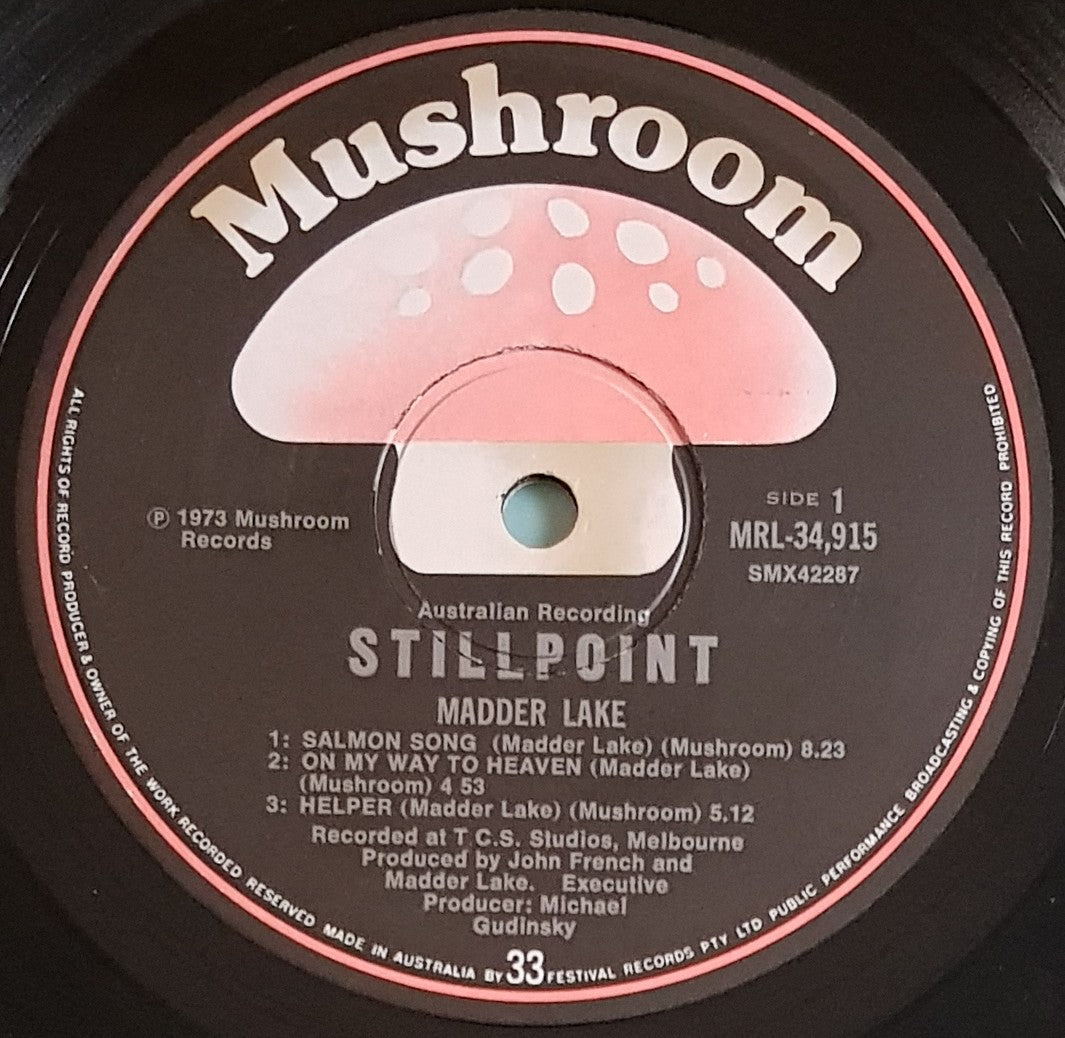 Mushroom
℗ 1973 Mushroom
Records
SIDE 1
MRL-34,915
SMX42287
Australian Recording
STILLPOINT
MADDER LAKE
1: SALMON SONG (Madder Lake) (Mushroom) 8.23
2: ON MY WAY TO HEAVEN (Madder Lake)
(Mushroom) 4 53
3: HELPER (Madder Lake) (Mushroom) 5.12
Recorded at T C.S. Studios, Melbourne
Produced by John French and
Madder Lake. Executive
Producer: Michael
Gudinsky
ALL RIGHTS OF RECORD PRODUCER & OWNER OF THE WORK RECORDED RESERVED MADE IN AUSTRALIA BY 33 FESTIVAL RECORDS PTY LTD PUBLIC PERFORMANCE BROADCASTING & COPYING OF THIS RECORD PROHIBITED